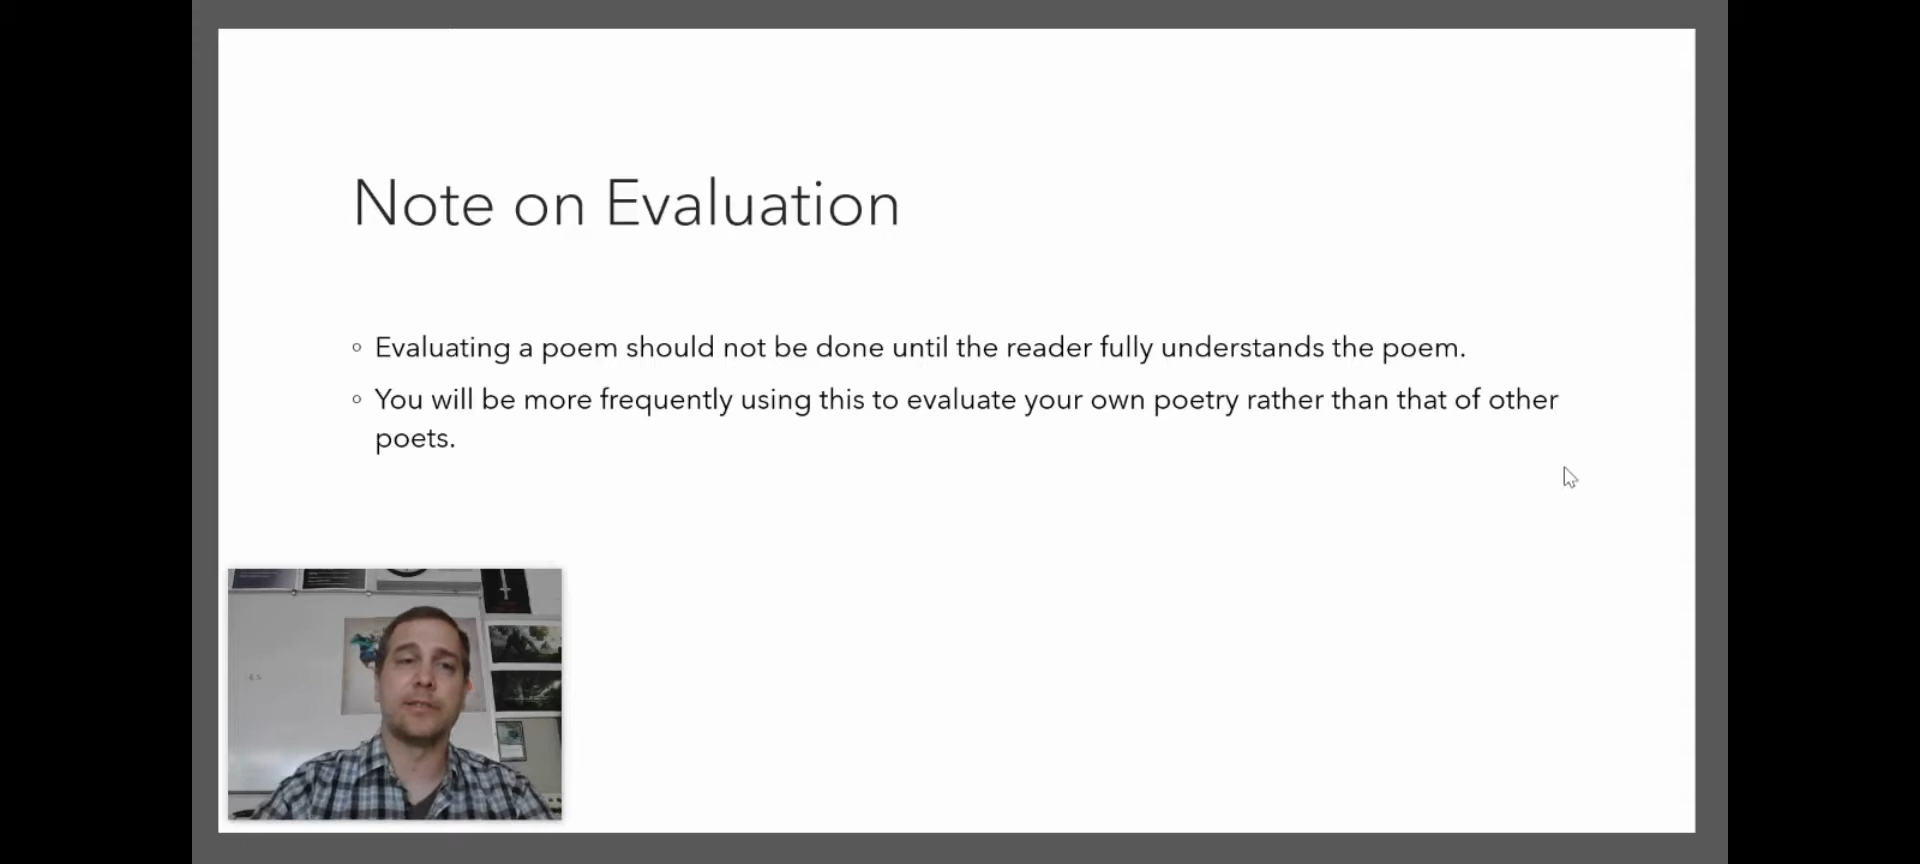 Note on Evaluation
Evaluating a poem should not be done until the reader fully understands the poem.
You will be more frequently using this to evaluate your own poetry rather than that of other
poets.